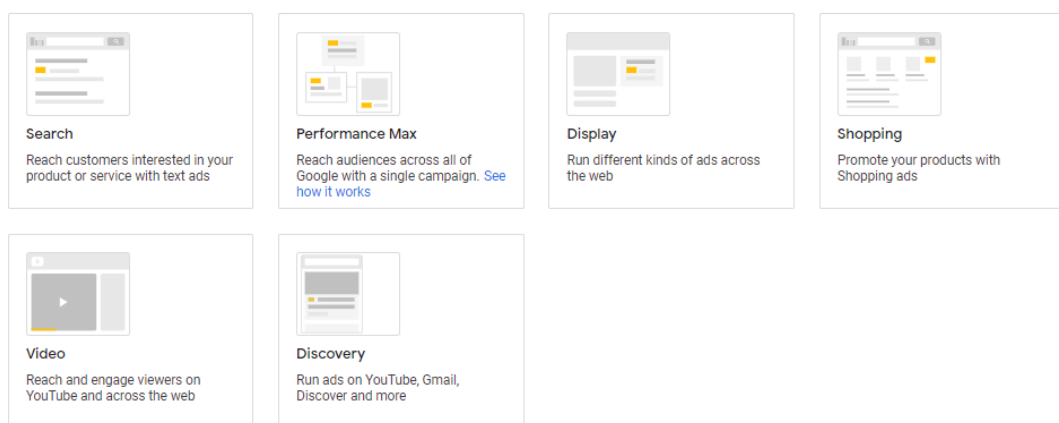 Search
Reach customers interested in your
product or service with text ads
Performance Max
Reach audiences across all of
Google with a single campaign. See
how it works
Display
Run different kinds of ads across
the web
Shopping
Promote your products with
Shopping ads
Video
Reach and engage viewers on
YouTube and across the web
Discovery
Run ads on YouTube, Gmail,
Discover and more